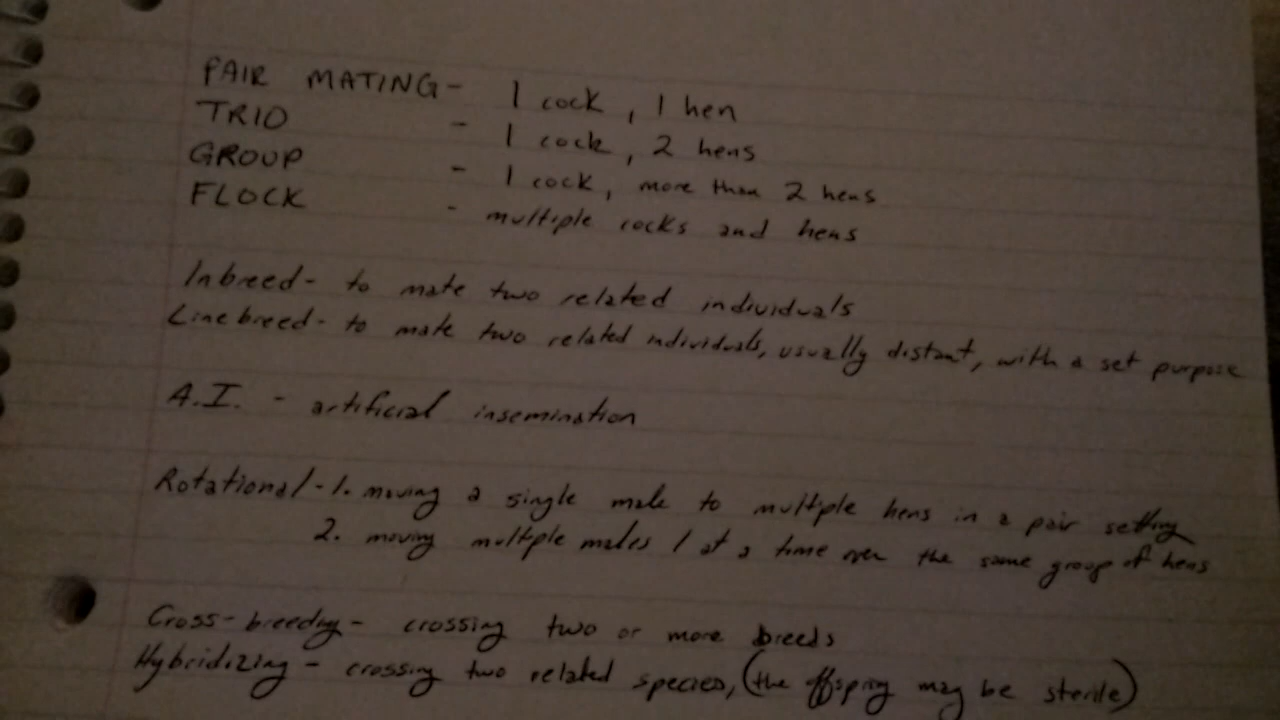 PAIR MATING - 1 cock, 1 hen
TRIO - 1 cock, 2 hens
GROUP - 1 cock, more than 2 hens
FLOCK - multiple cocks and hens
Inbreed - to mate two related individuals
Linebreed - to mate two related individuals, usually distant, with a set purpose
A.I. - artificial insemination
Rotational - 1. moving a single male to multiple hens in a pair setting
2. moving multiple males 1 at a time over the same group of hens
Cross-breeding - crossing two or more breeds
Hybridizing - crossing two related species, (the offspring may be sterile)